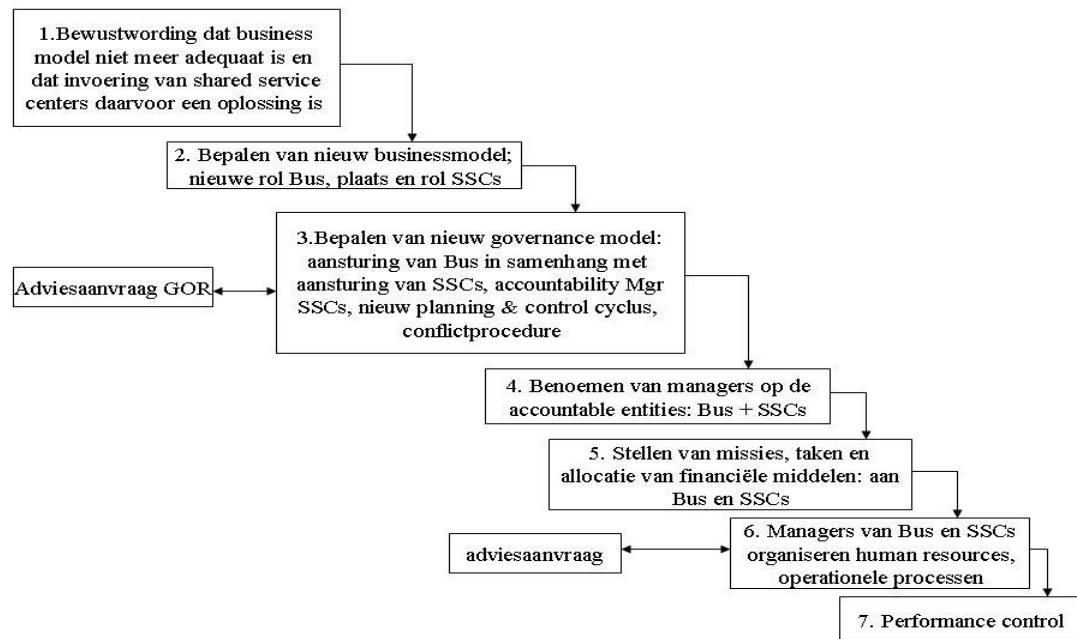 1.Bewustwording dat business
model niet meer adequaat is en
dat invoering van shared service
centers daarvoor een oplossing is
2. Bepalen van nieuw businessmodel;
nieuwe rol Bus, plaats en rol SSCs
3.Bepalen van nieuw governance model:
aansturing van Bus in samenhang met
aansturing van SSCs, accountability Mgr
SSCs, nieuw planning & control cyclus,
conflictprocedure
Adviesaanvraag GOR
4. Benoemen van managers op de
accountable entities: Bus + SSCs
5. Stellen van missies, taken en
allocatie van financiële middelen: aan
Bus en SSCs
6. Managers van Bus en SSCs
organiseren human resources,
operationele processen
adviesaanvraag
7. Performance control